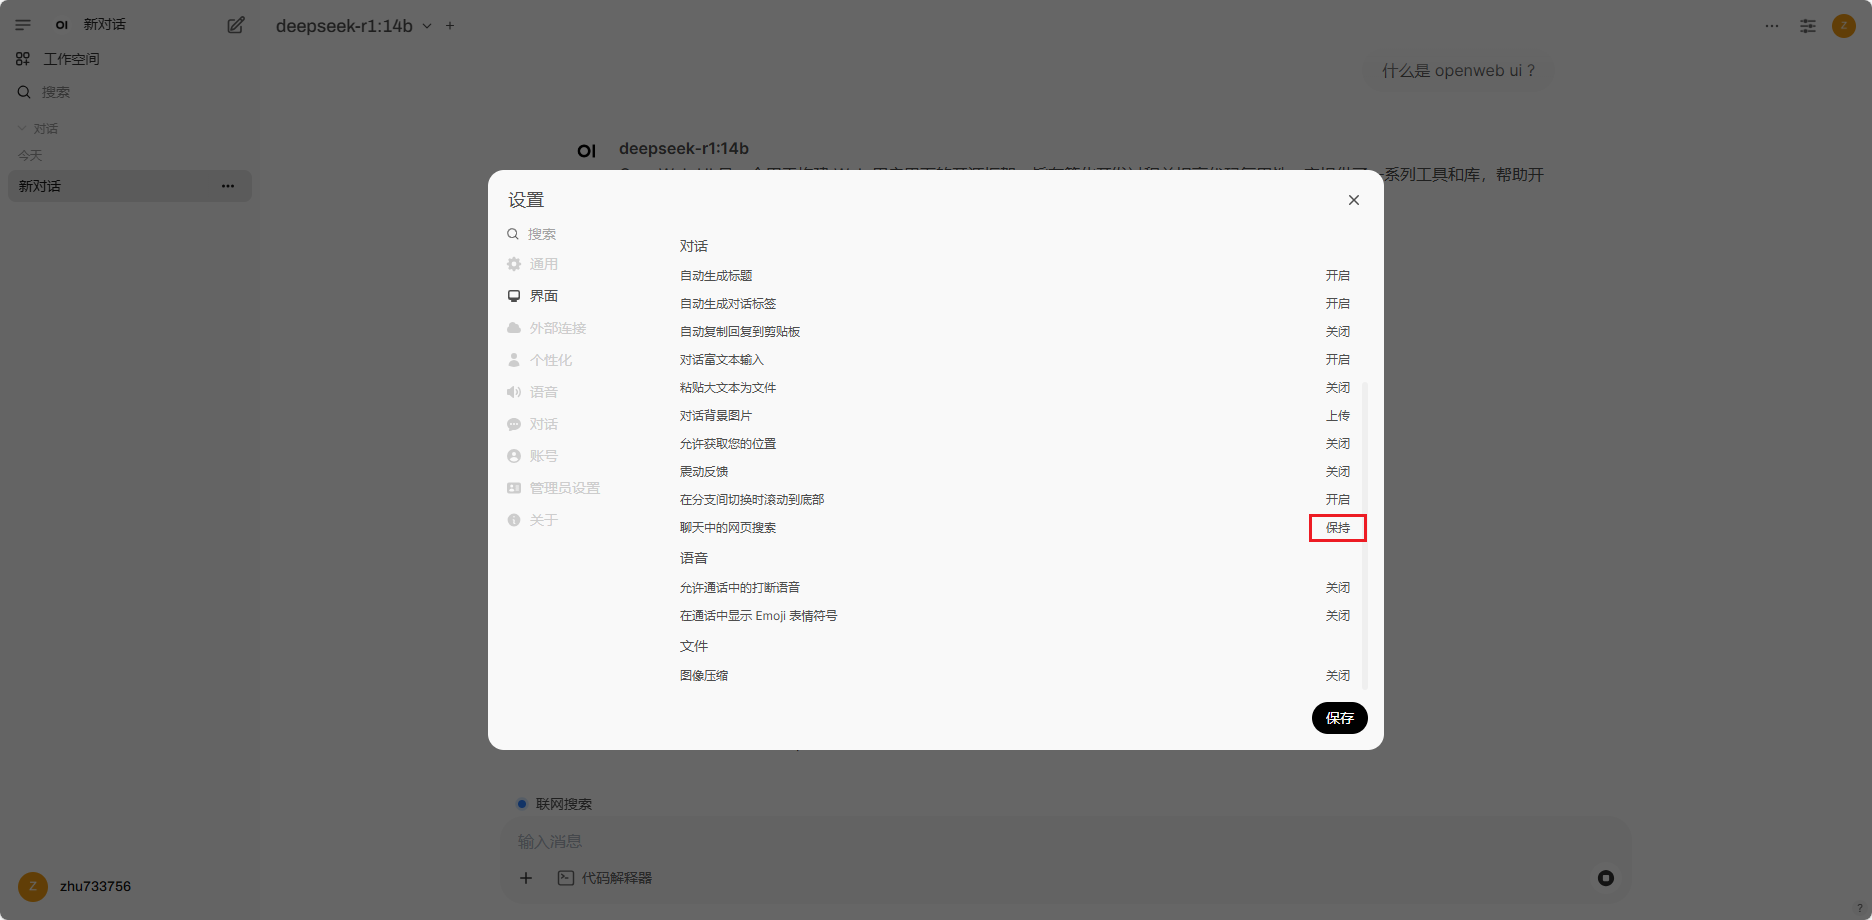 OI 新对话
工作空间
搜索
对话
今天
新对话
zhu733756
deepseek-r1:14b
Z
什么是 openweb ui ?
OI deepseek-r1:14b
一系列工具和库，帮助开
设置
搜索
通用
界面
外部连接
个性化
语音
对话
账号
管理员设置
关于
对话
自动生成标题 开启
自动生成对话标签 开启
自动复制回复到剪贴板 关闭
对话富文本输入 开启
粘贴大文本为文件 关闭
对话背景图片 上传
允许获取您的位置 关闭
震动反馈 关闭
在分支间切换时滚动到底部 开启
聊天中的网页搜索 保持
语音
允许通话中的打断语音 关闭
在通话中显示 Emoji 表情符号 关闭
文件
图像压缩 关闭
保存
联网搜索
输入消息
代码解释器
Z
?